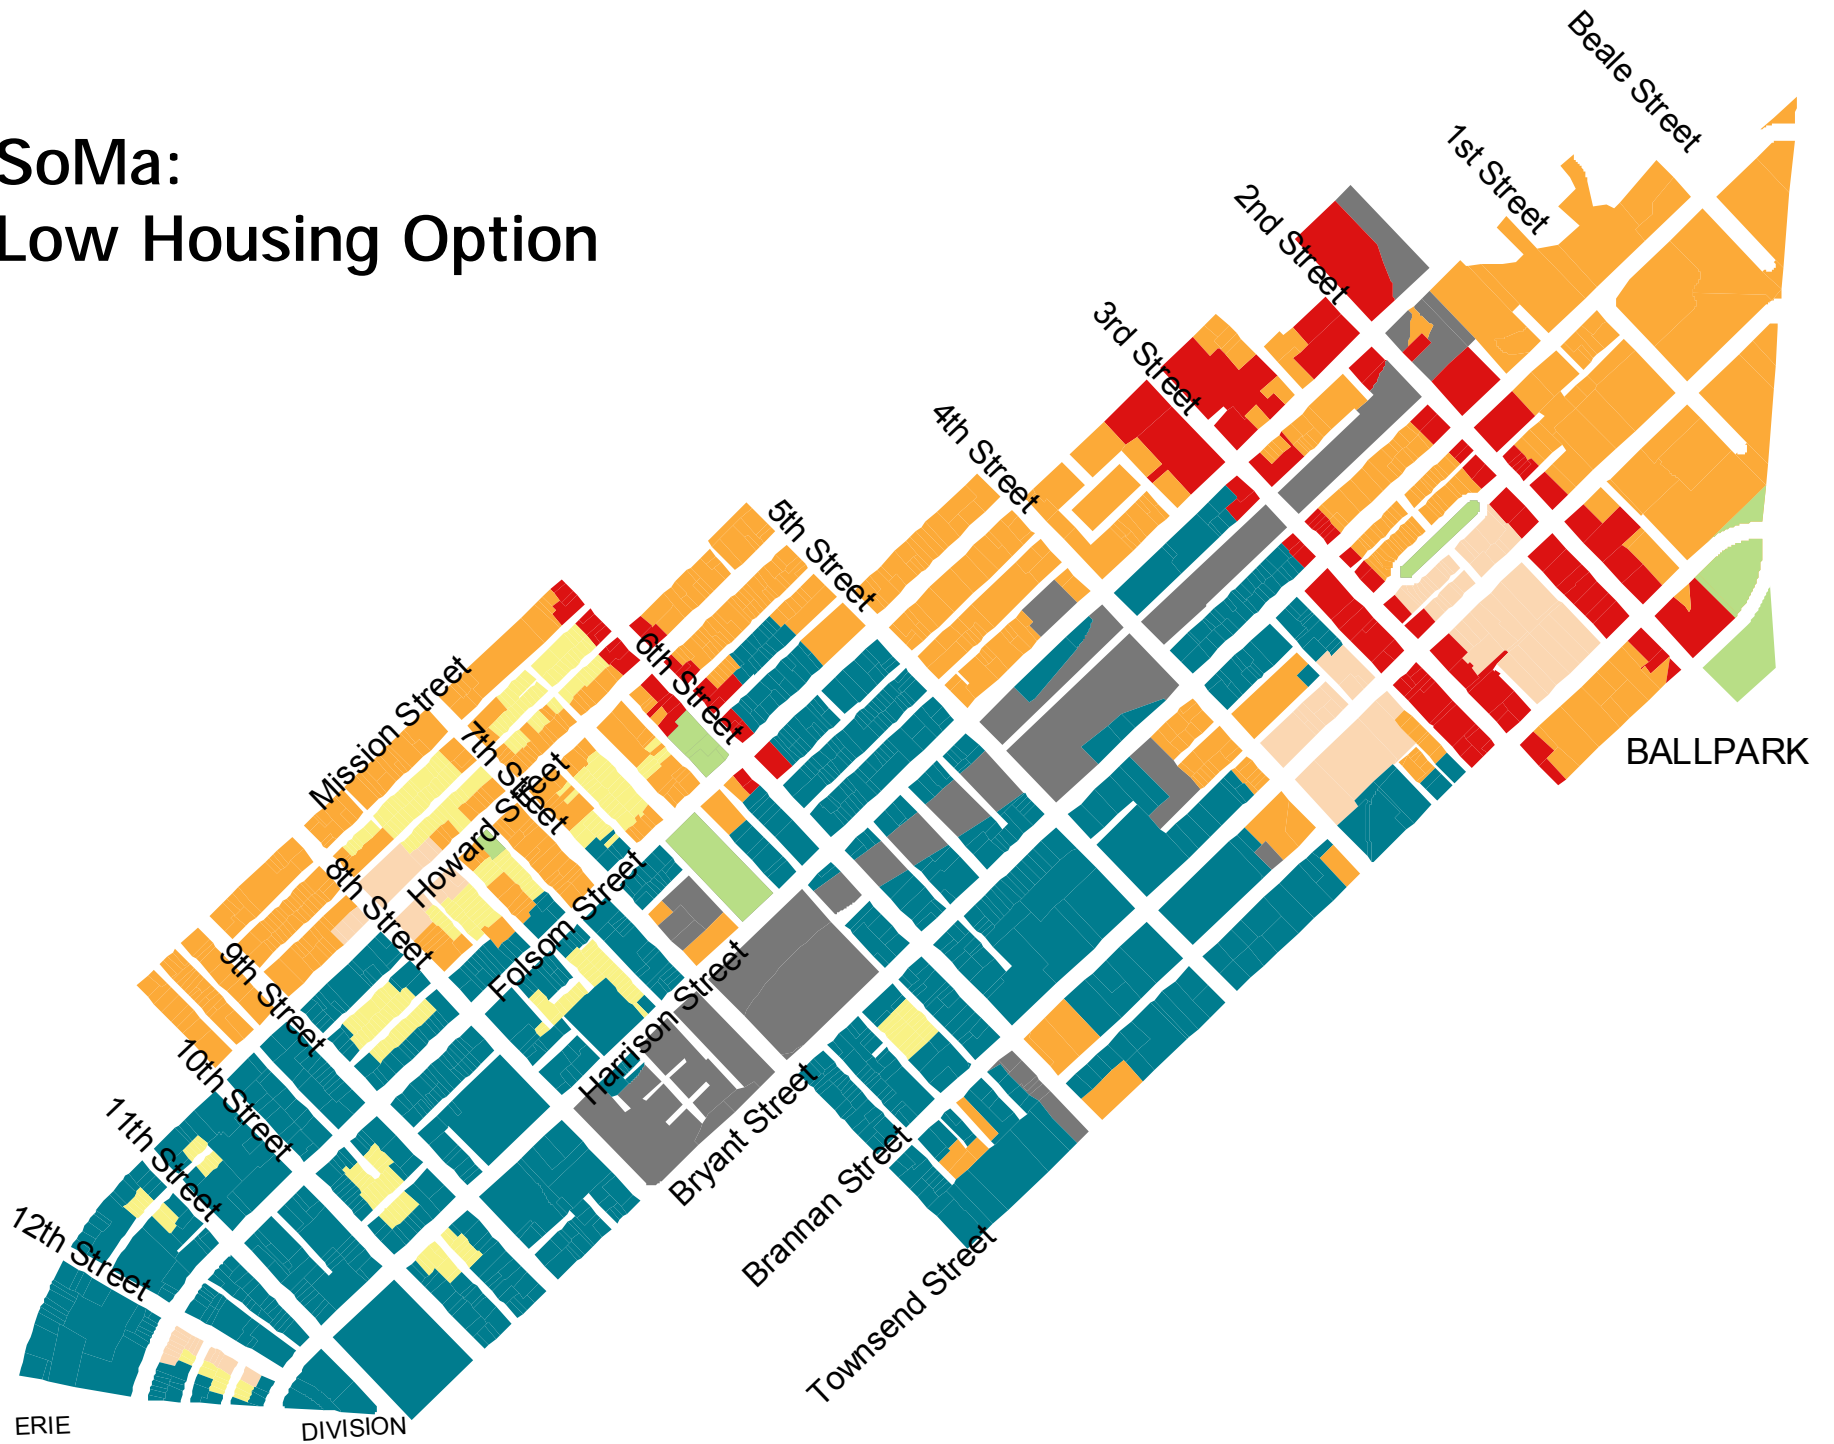 SoMa:
Low Housing Option
Beale Street
1st Street
2nd Street
3rd Street
4th Street
5th Street
6th Street
Mission Street
7th Street
Howard Street
8th Street
Folsom Street
9th Street
Harrison Street
10th Street
11th Street
Bryant Street
12th Street
Brannan Street
Townsend Street
BALLPARK
ERIE
DIVISION